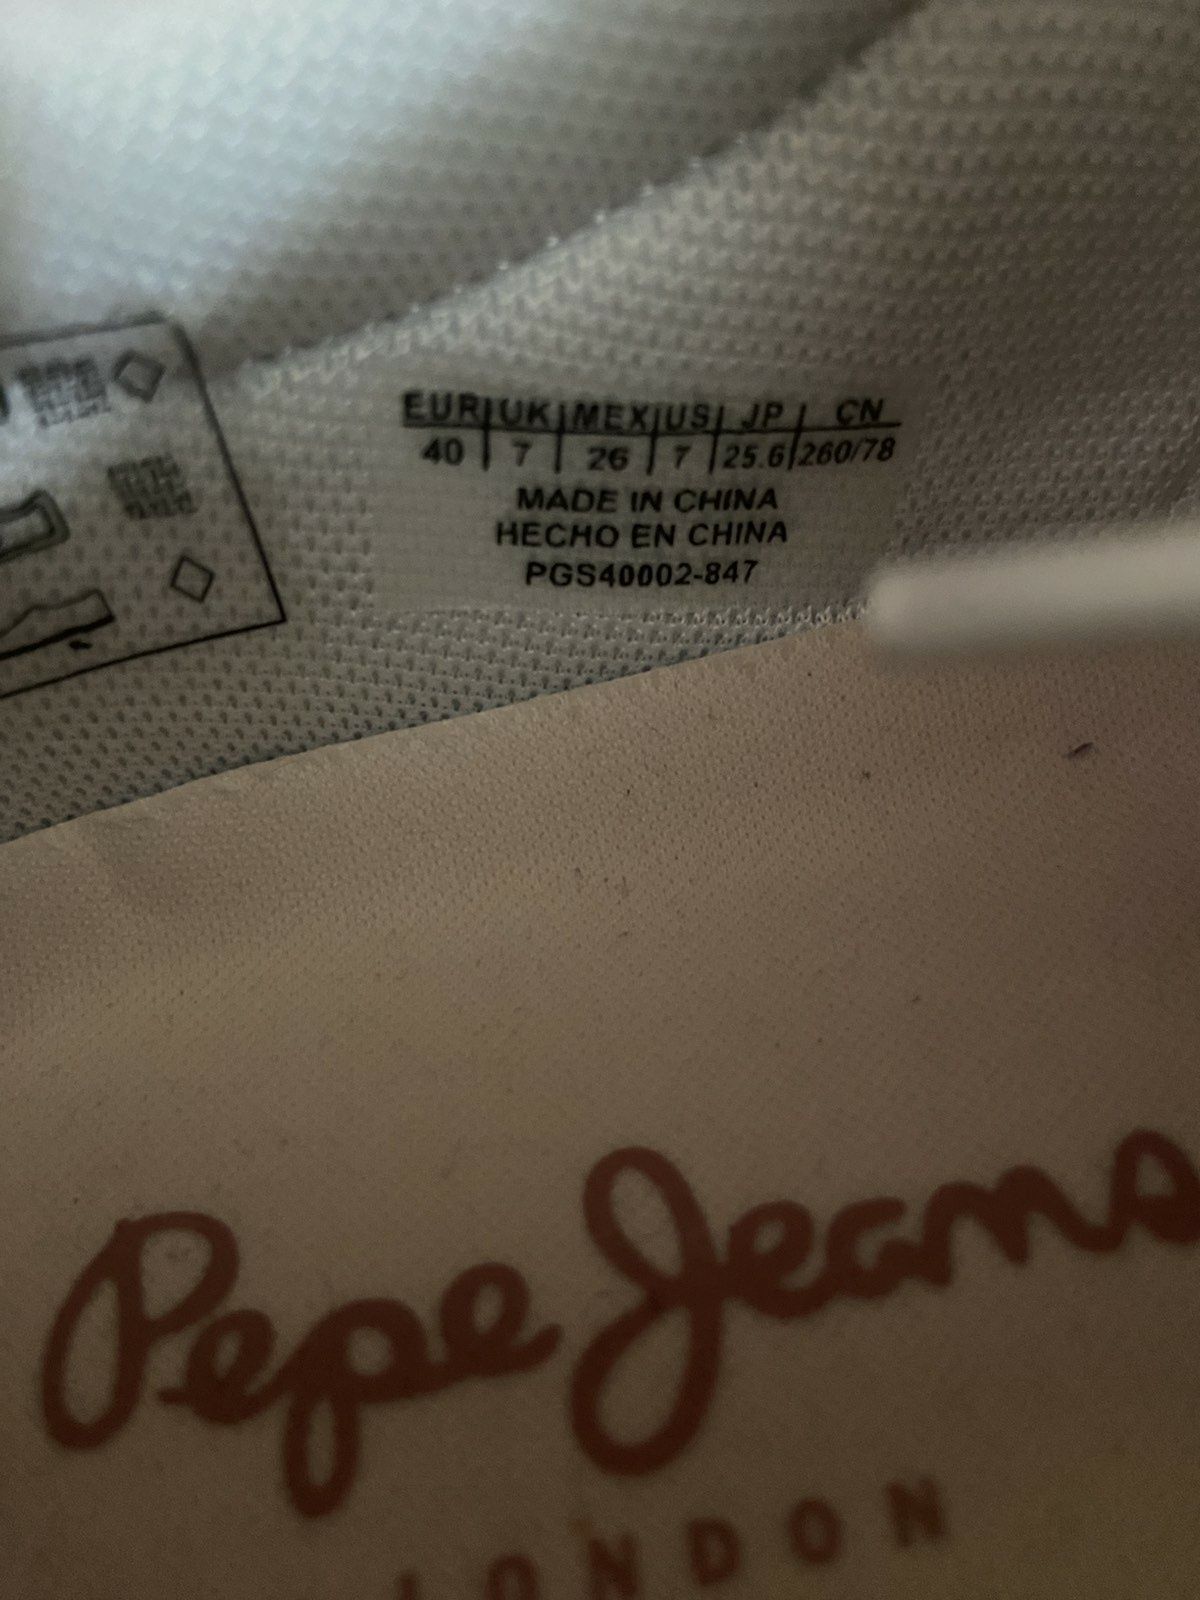 EUR|UK|MEX|US| JP | CN
40 | 7 | 26 | 7 |25.6|260/78
MADE IN CHINA
HECHO EN CHINA
PGS40002-847
Pepe Jeans
LONDON